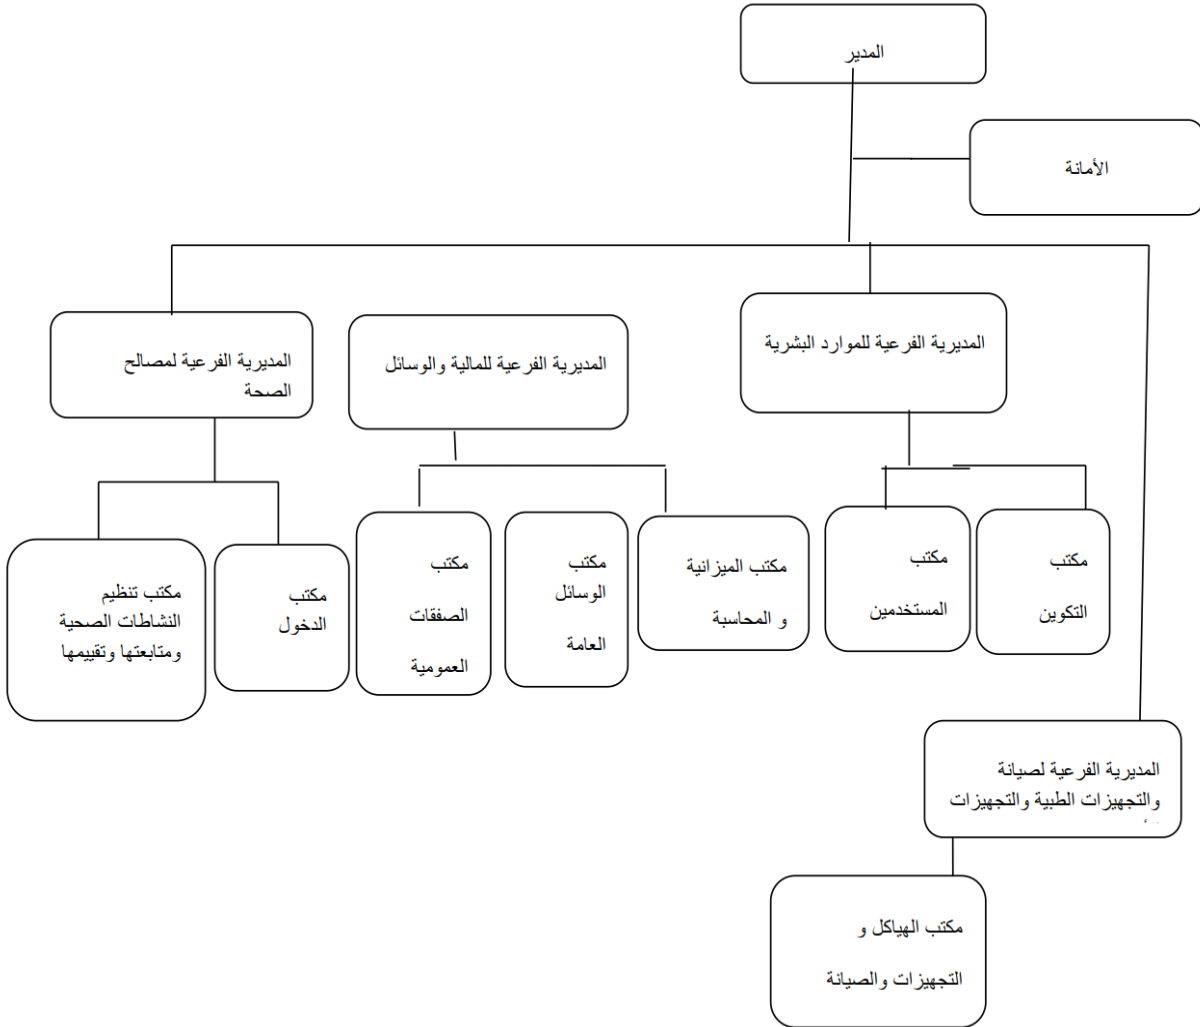 المدير
الأمانة
المديرية الفرعية للموارد البشرية
المديرية الفرعية للمالية والوسائل
المديرية الفرعية لمصالح
الصحة
مكتب
التكوين
مكتب
المستخدمين
مكتب الميزانية
و المحاسبة
مكتب
الوسائل
العامة
مكتب
الصفقات
العمومية
مكتب
الدخول
مكتب تنظيم
النشاطات الصحية
ومتابعتها وتقييمها
المديرية الفرعية لصيانة
والتجهيزات الطبية والتجهيزات
مكتب الهياكل و
التجهيزات والصيانة